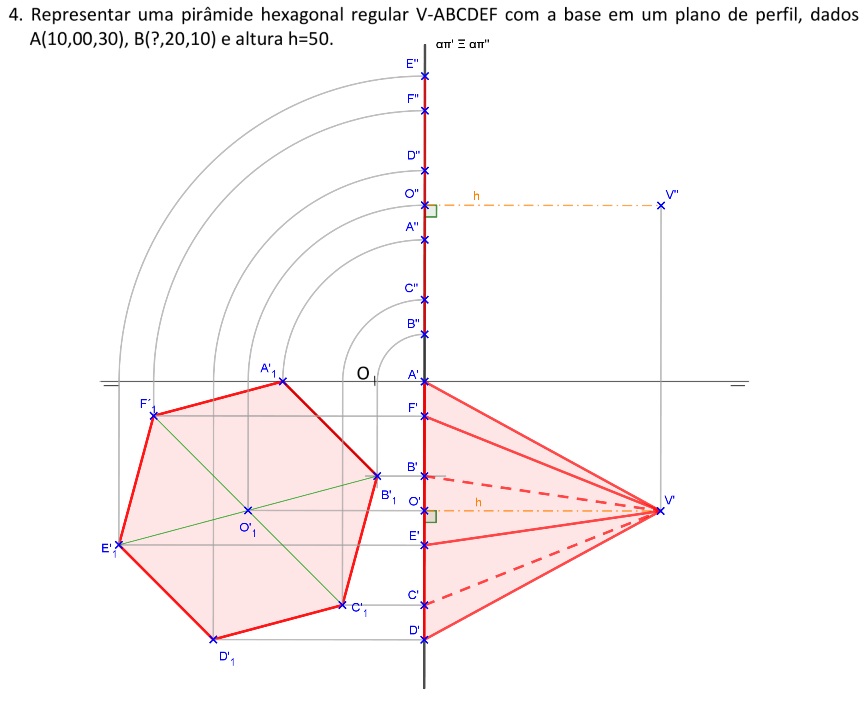 4. Representar uma pirâmide hexagonal regular V-ABCDEF com a base em um plano de perfil, dados
A(10,00,30), B(?,20,10) e altura h=50.
απ' Ξ απ"
E"
F"
D"
O"
h
V"
A"
C"
B"
A'₁
O
A'
F'₁
F'
B'
B'₁
O'
h
V'
O'₁
E'
E'₁
C'
C'₁
D'
D'₁